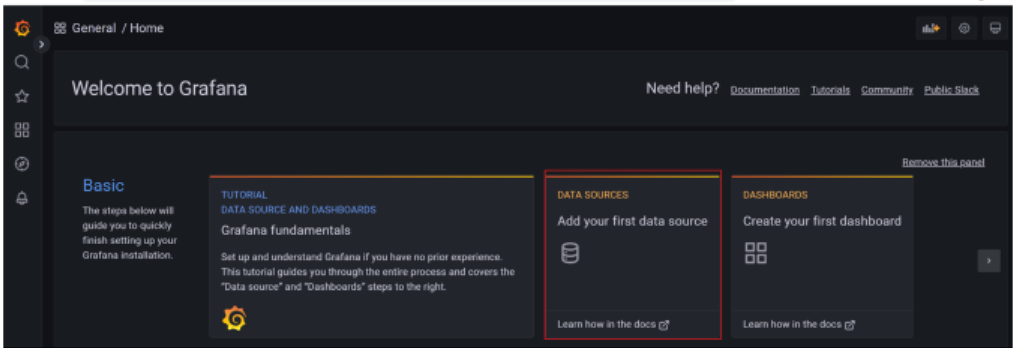 General / Home
Welcome to Grafana
Need help? Documentation Tutorials Community Public Slack
Remove this panel
Basic
The steps below will
guide you to quickly
finish setting up your
Grafana installation.
TUTORIAL
DATA SOURCE AND DASHBOARDS
Grafana fundamentals
Set up and understand Grafana if you have no prior experience.
This tutorial guides you through the entire process and covers the
"Data source" and "Dashboards" steps to the right.
DATA SOURCES
Add your first data source
Learn how in the docs
DASHBOARDS
Create your first dashboard
Learn how in the docs